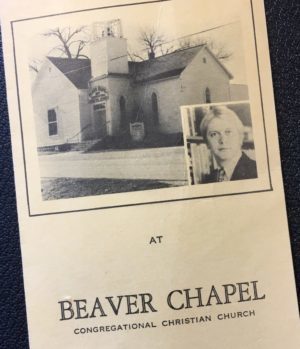 AT
BEAVER CHAPEL
CONGREGATIONAL CHRISTIAN CHURCH